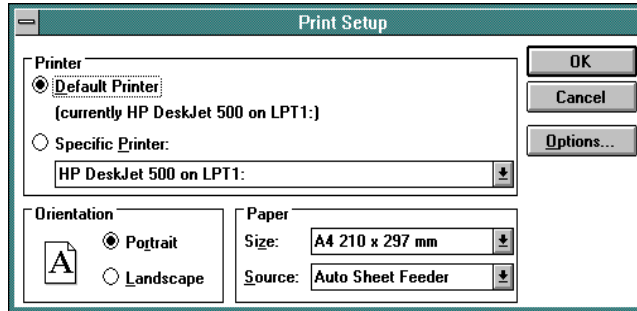 Print Setup
Printer
Default Printer
(currently HP DeskJet 500 on LPT1:)
Specific Printer:
HP DeskJet 500 on LPT1:
OK
Cancel
Options...
Orientation
A
Portrait
Landscape
Paper
Size: A4 210 x 297 mm
Source: Auto Sheet Feeder